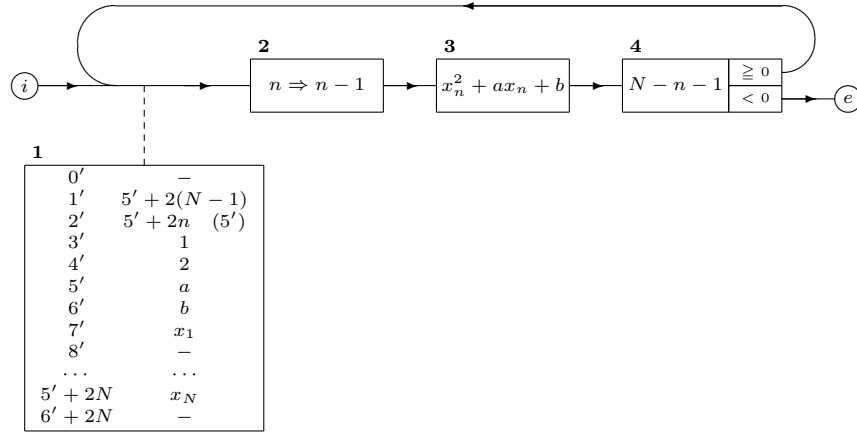 2 3 4
i n ⇒ n − 1 x_n^2 + ax_n + b N − n − 1 ≧ 0
< 0 e
1
0′ −
1′ 5′ + 2(N − 1)
2′ 5′ + 2n (5′)
3′ 1
4′ 2
5′ a
6′ b
7′ x_1
8′ −
... ...
5′ + 2N x_N
6′ + 2N −